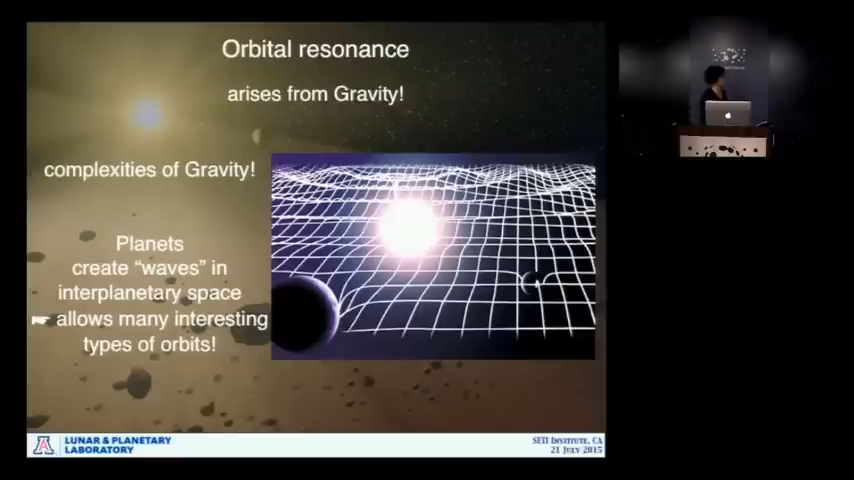 Orbital resonance
arises from Gravity!
complexities of Gravity!
Planets
create “waves” in
interplanetary space
☛ allows many interesting
types of orbits!
A
LUNAR & PLANETARY
LABORATORY
SETI INSTITUTE, CA
21 JULY 2015